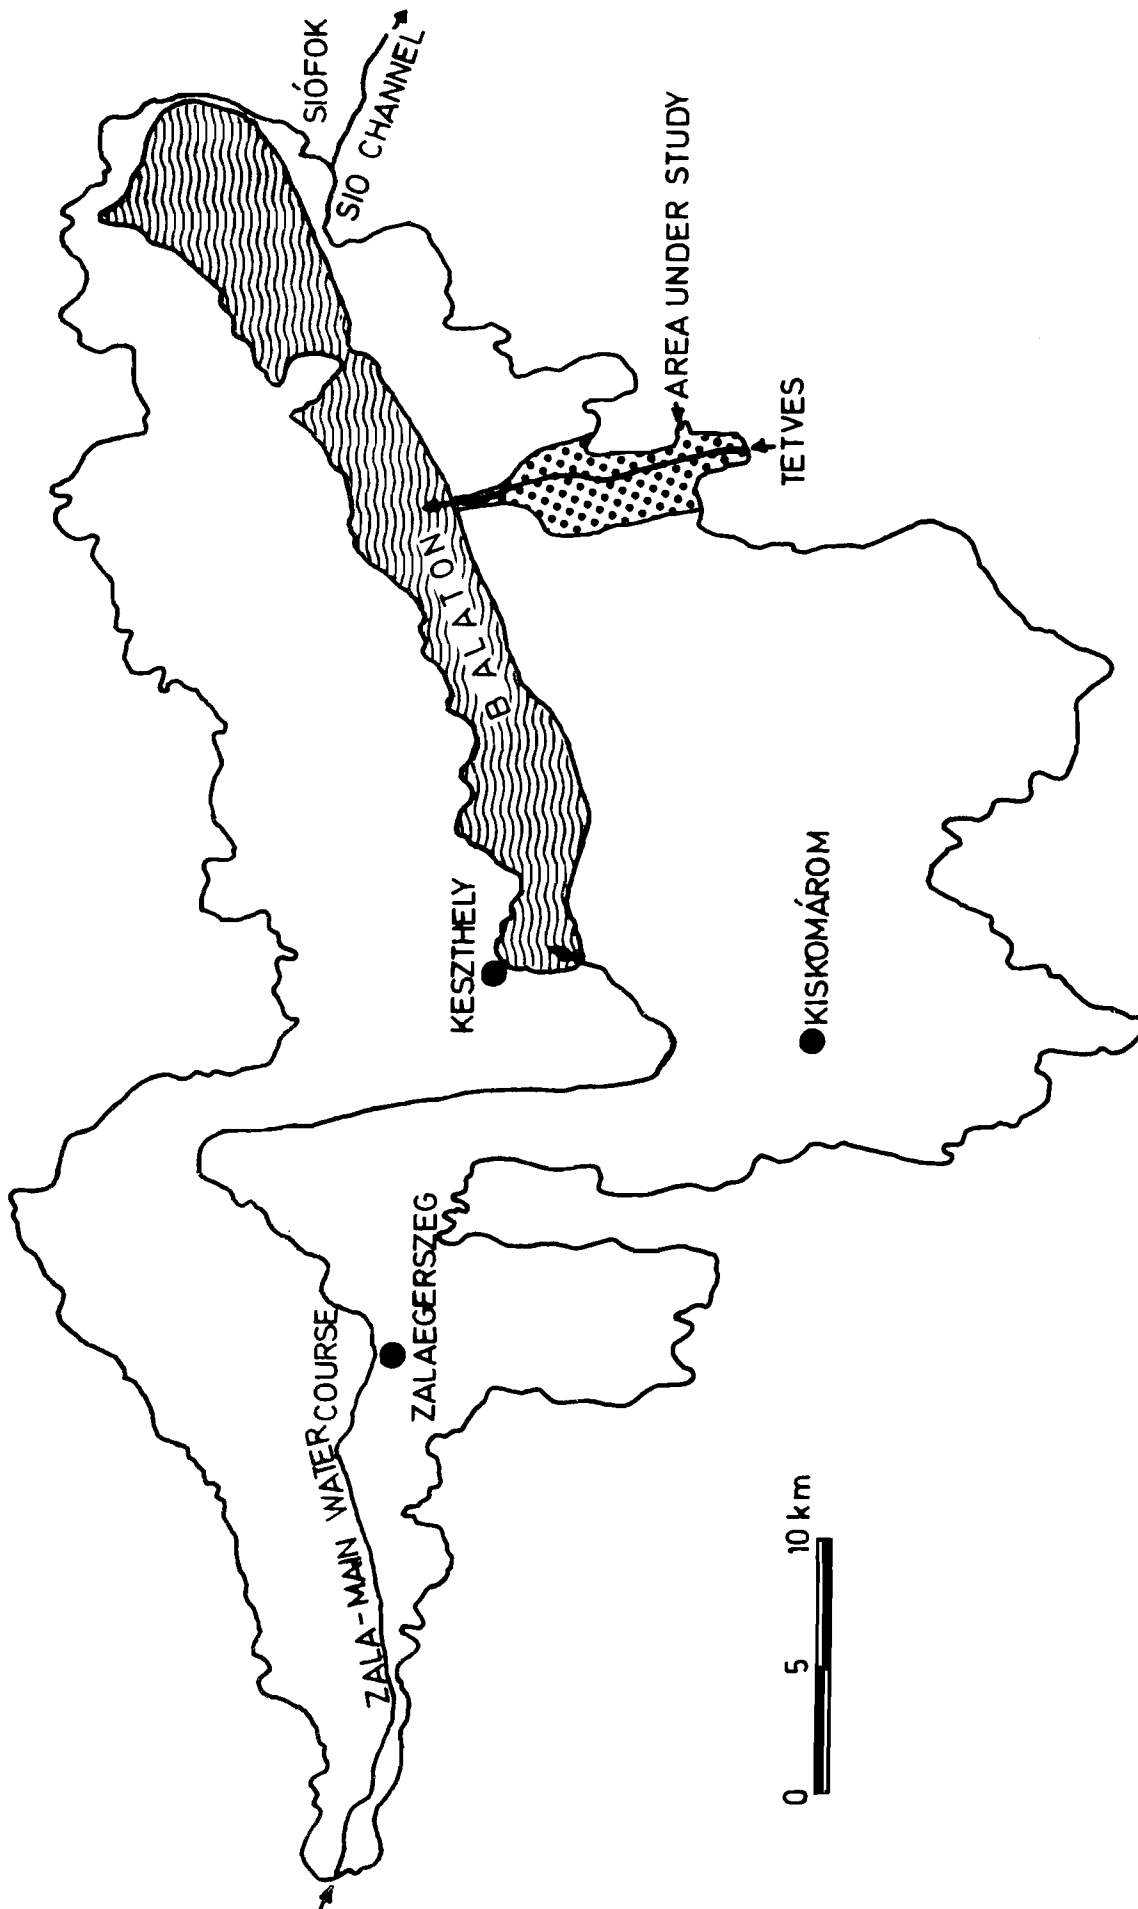 SIÓFOK
SIO CHANNEL
AREA UNDER STUDY
TETVES
BALATON
KESZTHELY
KISKOMÁROM
ZALAEGERSZEG
ZALA-MAIN WATER COURSE
0 5 10 km